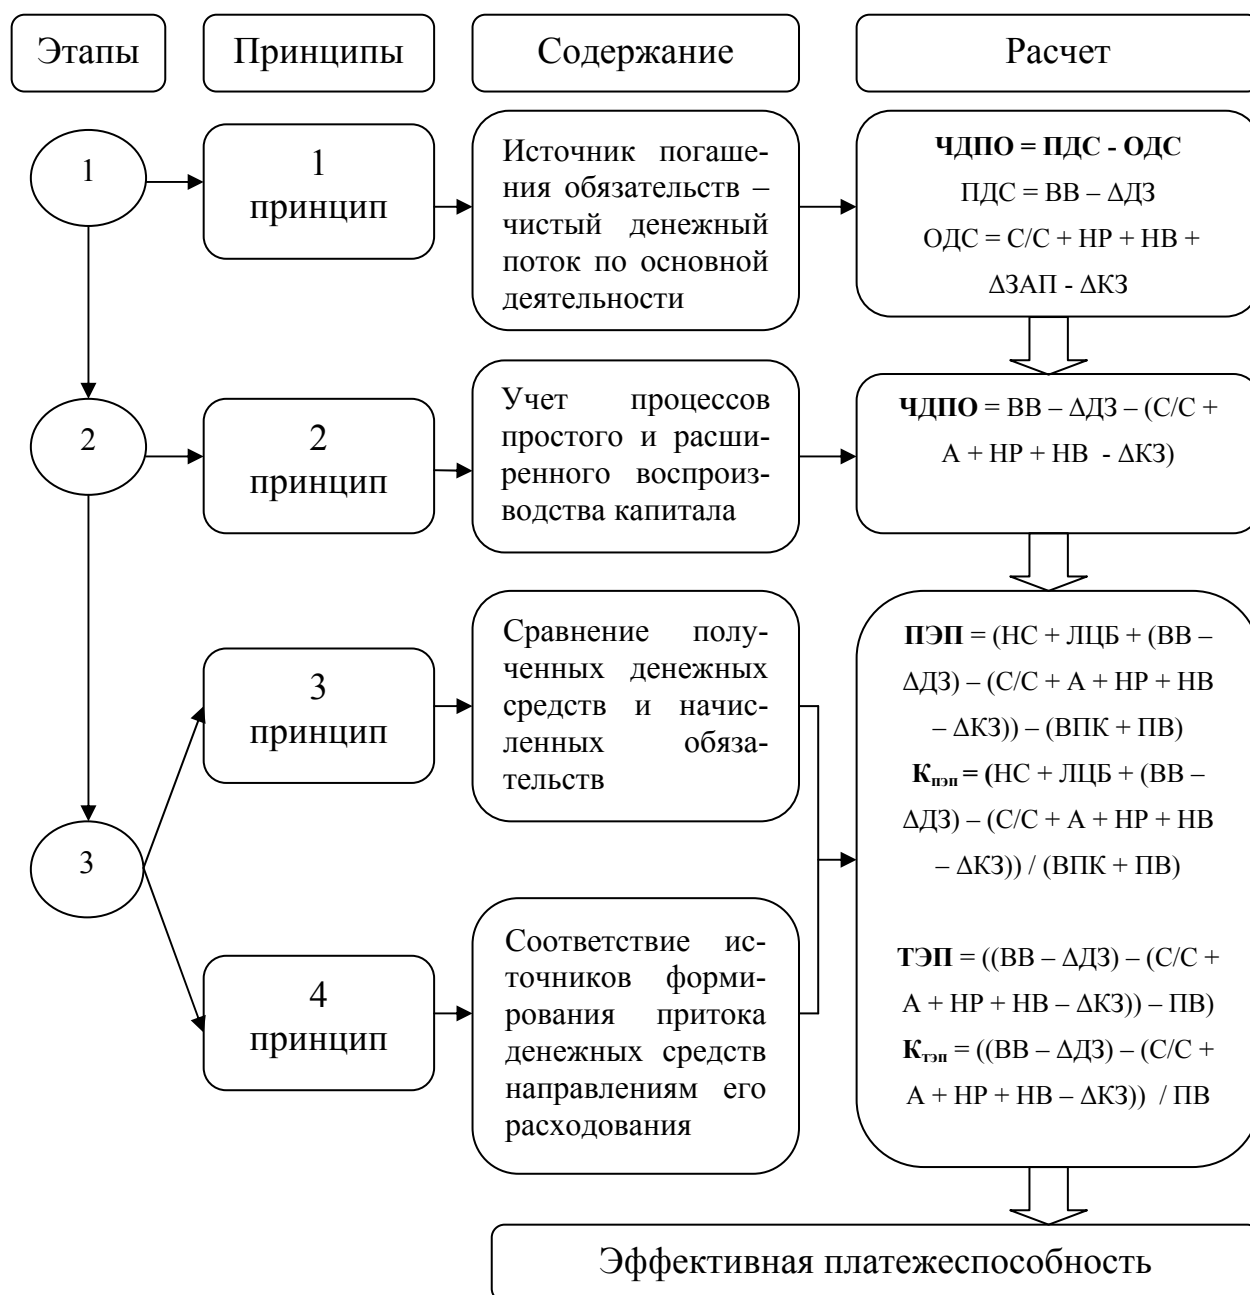 Этапы
Принципы
Содержание
Расчет
1
1
принцип
Источник погаше-
ния обязательств –
чистый денежный
поток по основной
деятельности
ЧДПО = ПДС - ОДС
ПДС = ВВ – ΔДЗ
ОДС = С/С + НР + НВ +
ΔЗАП - ΔКЗ
2
2
принцип
Учет процессов
простого и расши-
ренного воспроиз-
водства капитала
ЧДПО = ВВ – ΔДЗ – (С/С +
А + НР + НВ - ΔКЗ)
3
3
принцип
Сравнение полу-
ченных денежных
средств и начис-
ленных обяза-
тельств
4
принцип
Соответствие ис-
точников форми-
рования притока
денежных средств
направлениям его
расходования
ПЭП = (НС + ЛЦБ + (ВВ –
ΔДЗ) – (С/С + А + НР + НВ
– ΔКЗ)) – (ВПК + ПВ)
Кпэп = (НС + ЛЦБ + (ВВ –
ΔДЗ) – (С/С + А + НР + НВ
– ΔКЗ)) / (ВПК + ПВ)
ТЭП = ((ВВ – ΔДЗ) – (С/С +
А + НР + НВ – ΔКЗ)) – ПВ)
Ктэп = ((ВВ – ΔДЗ) – (С/С +
А + НР + НВ – ΔКЗ)) / ПВ
Эффективная платежеспособность